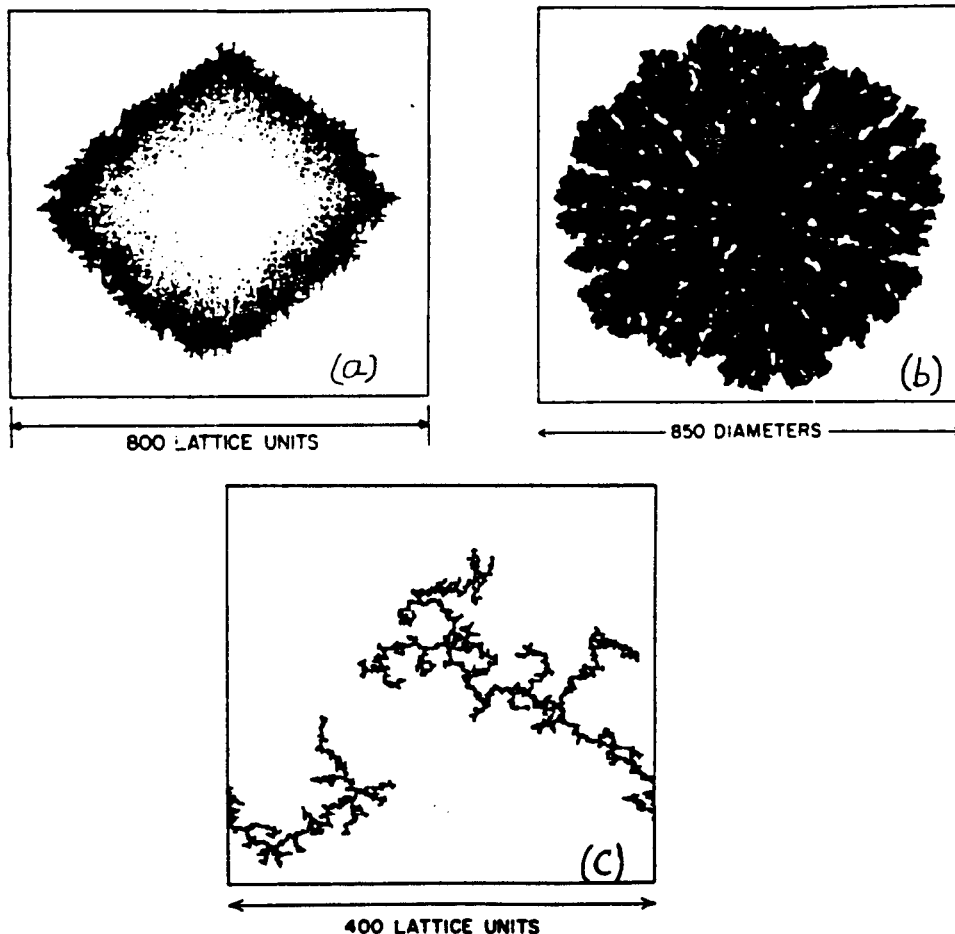 (a)
(b)
800 LATTICE UNITS
850 DIAMETERS
(c)
400 LATTICE UNITS